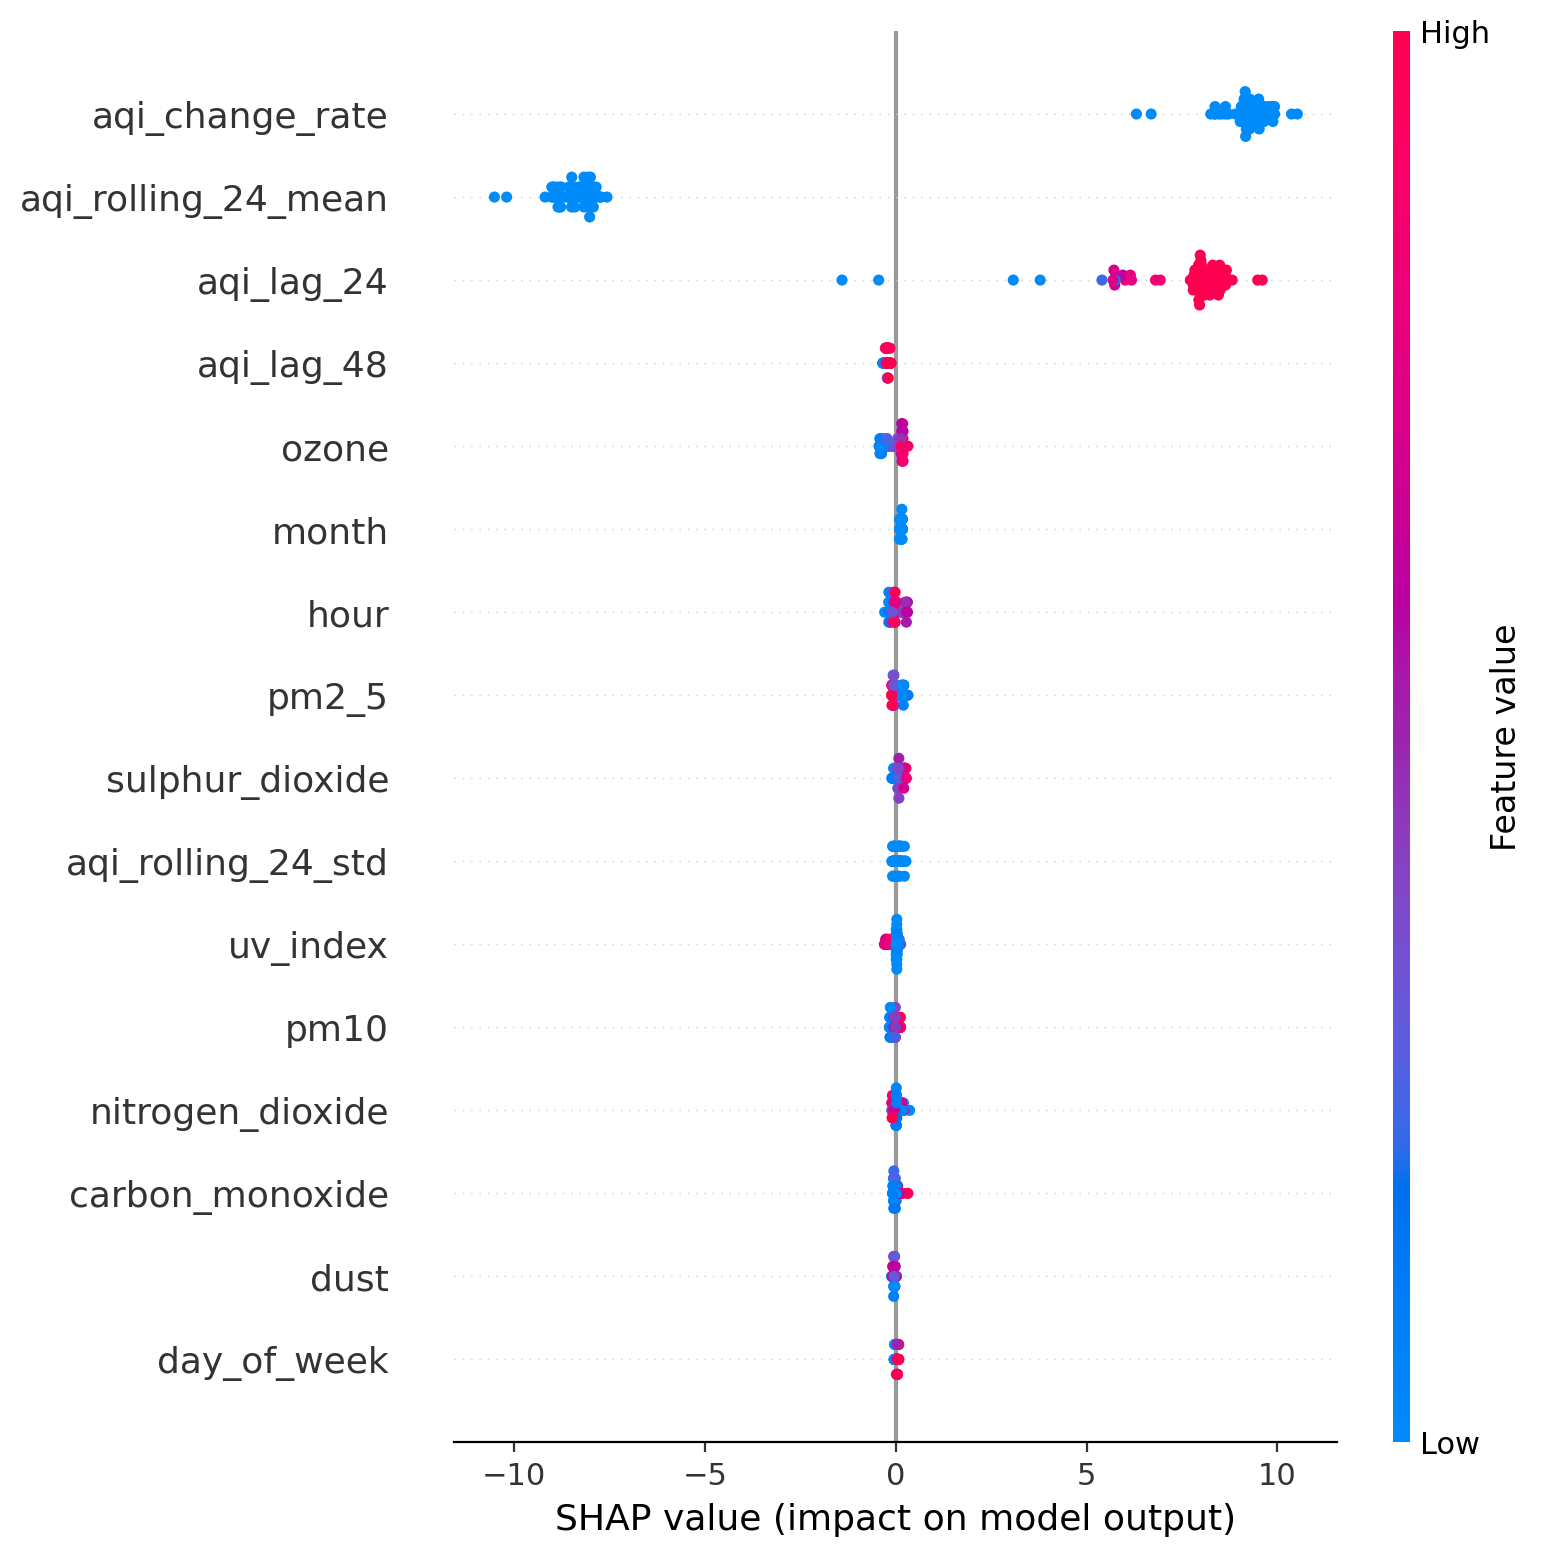 High
aqi_change_rate
aqi_rolling_24_mean
aqi_lag_24
aqi_lag_48
ozone
month
hour
pm2_5
sulphur_dioxide
aqi_rolling_24_std
uv_index
pm10
nitrogen_dioxide
carbon_monoxide
dust
day_of_week
Feature value
Low
−10 −5 0 5 10
SHAP value (impact on model output)